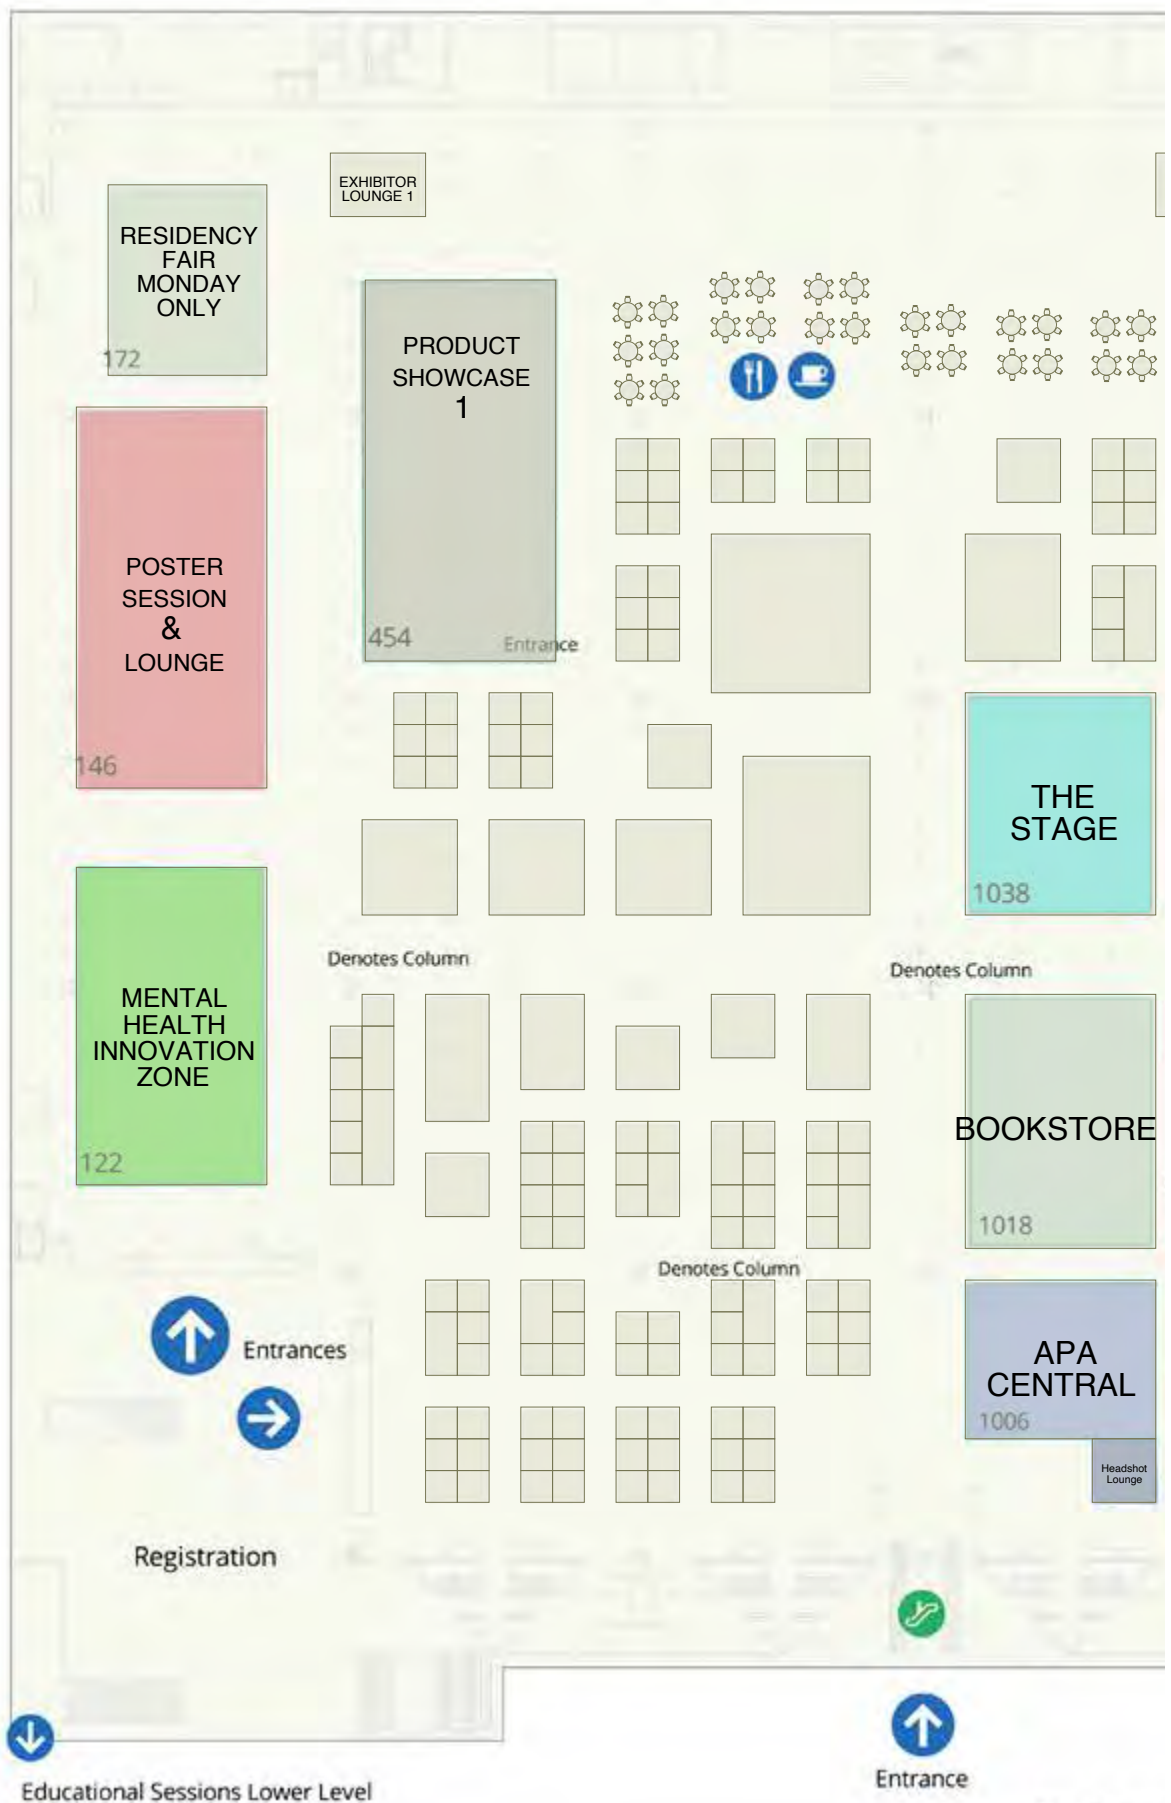 EXHIBITOR
LOUNGE 1
RESIDENCY
FAIR
MONDAY
ONLY
172
PRODUCT
SHOWCASE
1
454
Entrance
POSTER
SESSION
&
LOUNGE
146
THE
STAGE
1038
Denotes Column
Denotes Column
MENTAL
HEALTH
INNOVATION
ZONE
122
BOOKSTORE
1018
Denotes Column
Entrances
APA
CENTRAL
1006
Headshot
Lounge
Registration
Entrance
Educational Sessions Lower Level